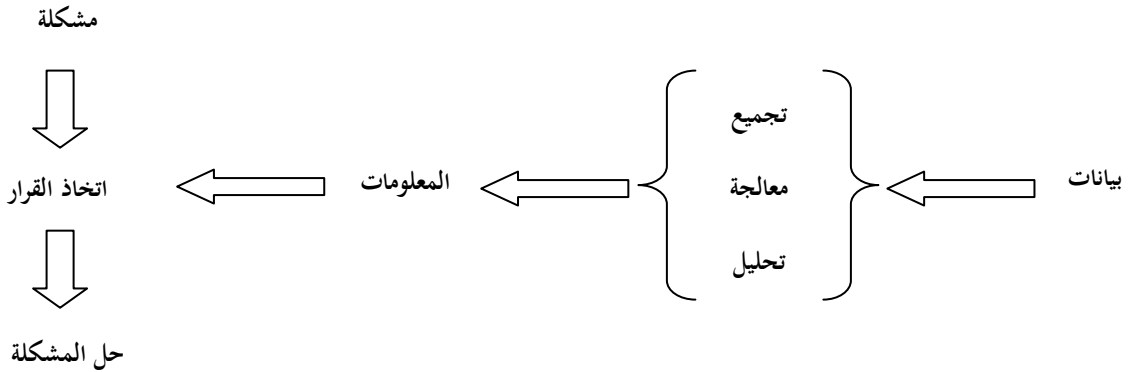 مشكلة
تجميع
بيانات
معالجة
المعلومات
اتخاذ القرار
تحليل
حل المشكلة